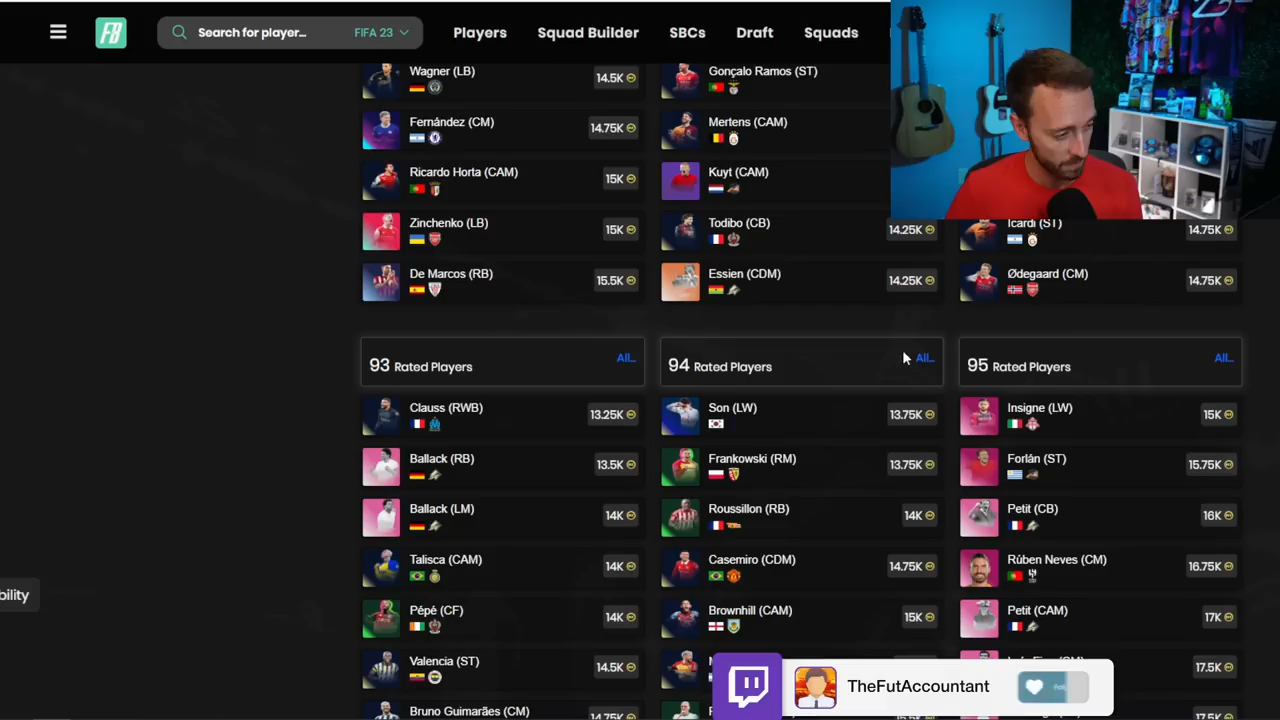 FB
Search for player...
FIFA 23
Players
Squad Builder
SBCs
Draft
Squads
Wagner (LB)
14.5K
Fernández (CM)
14.75K
Ricardo Horta (CAM)
15K
Zinchenko (LB)
15K
De Marcos (RB)
15.5K
Gonçalo Ramos (ST)
Mertens (CAM)
Kuyt (CAM)
Todibo (CB)
14.25K
Essien (CDM)
14.25K
Icardi (ST)
14.75K
Ødegaard (CM)
14.75K
93 Rated Players
All...
Clauss (RWB)
13.25K
Ballack (RB)
13.5K
Ballack (LM)
14K
Talisca (CAM)
14K
Pépé (CF)
14K
Valencia (ST)
14.5K
Bruno Guimarães (CM)
14.75K
94 Rated Players
All...
Son (LW)
13.75K
Frankowski (RM)
13.75K
Roussillon (RB)
14K
Casemiro (CDM)
14.75K
Brownhill (CAM)
15K
95 Rated Players
All...
Insigne (LW)
15K
Forlán (ST)
15.75K
Petit (CB)
16K
Rúben Neves (CM)
16.75K
Petit (CAM)
17K
17.5K
bility
TheFutAccountant